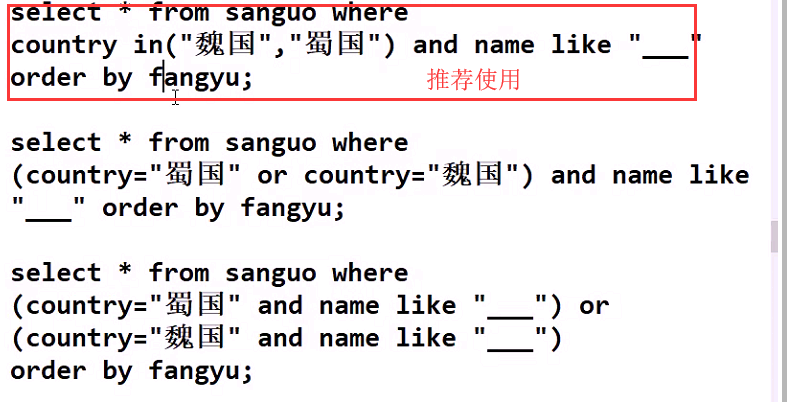 select * from sanguo where
country in("魏国","蜀国") and name like "___"
order by fangyu;
推荐使用
select * from sanguo where
(country="蜀国" or country="魏国") and name like
"___" order by fangyu;
select * from sanguo where
(country="蜀国" and name like "___") or
(country="魏国" and name like "___")
order by fangyu;